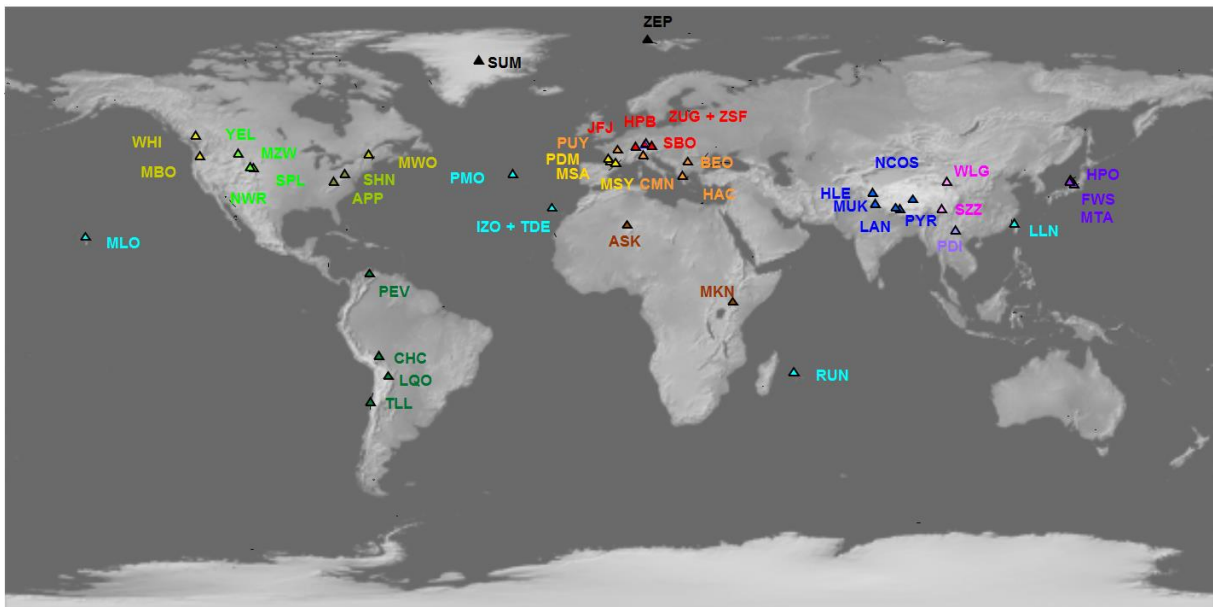 ZEP
SUM
ZUG + ZSF
HPB
JFJ
WHI
YEL
PUY
SBO
MZW
PDM
BEO
MWO
NCOS
MBO
MSA
WLG
HPO
PMO
SPL
SHN
MSY
CMN
HLE
NWR
APP
HAC
MUK
FWS
SZZ
MTA
IZO + TDE
LAN
PYR
LLN
MLO
ASK
PDI
PEV
MKN
CHC
RUN
LQO
TLL